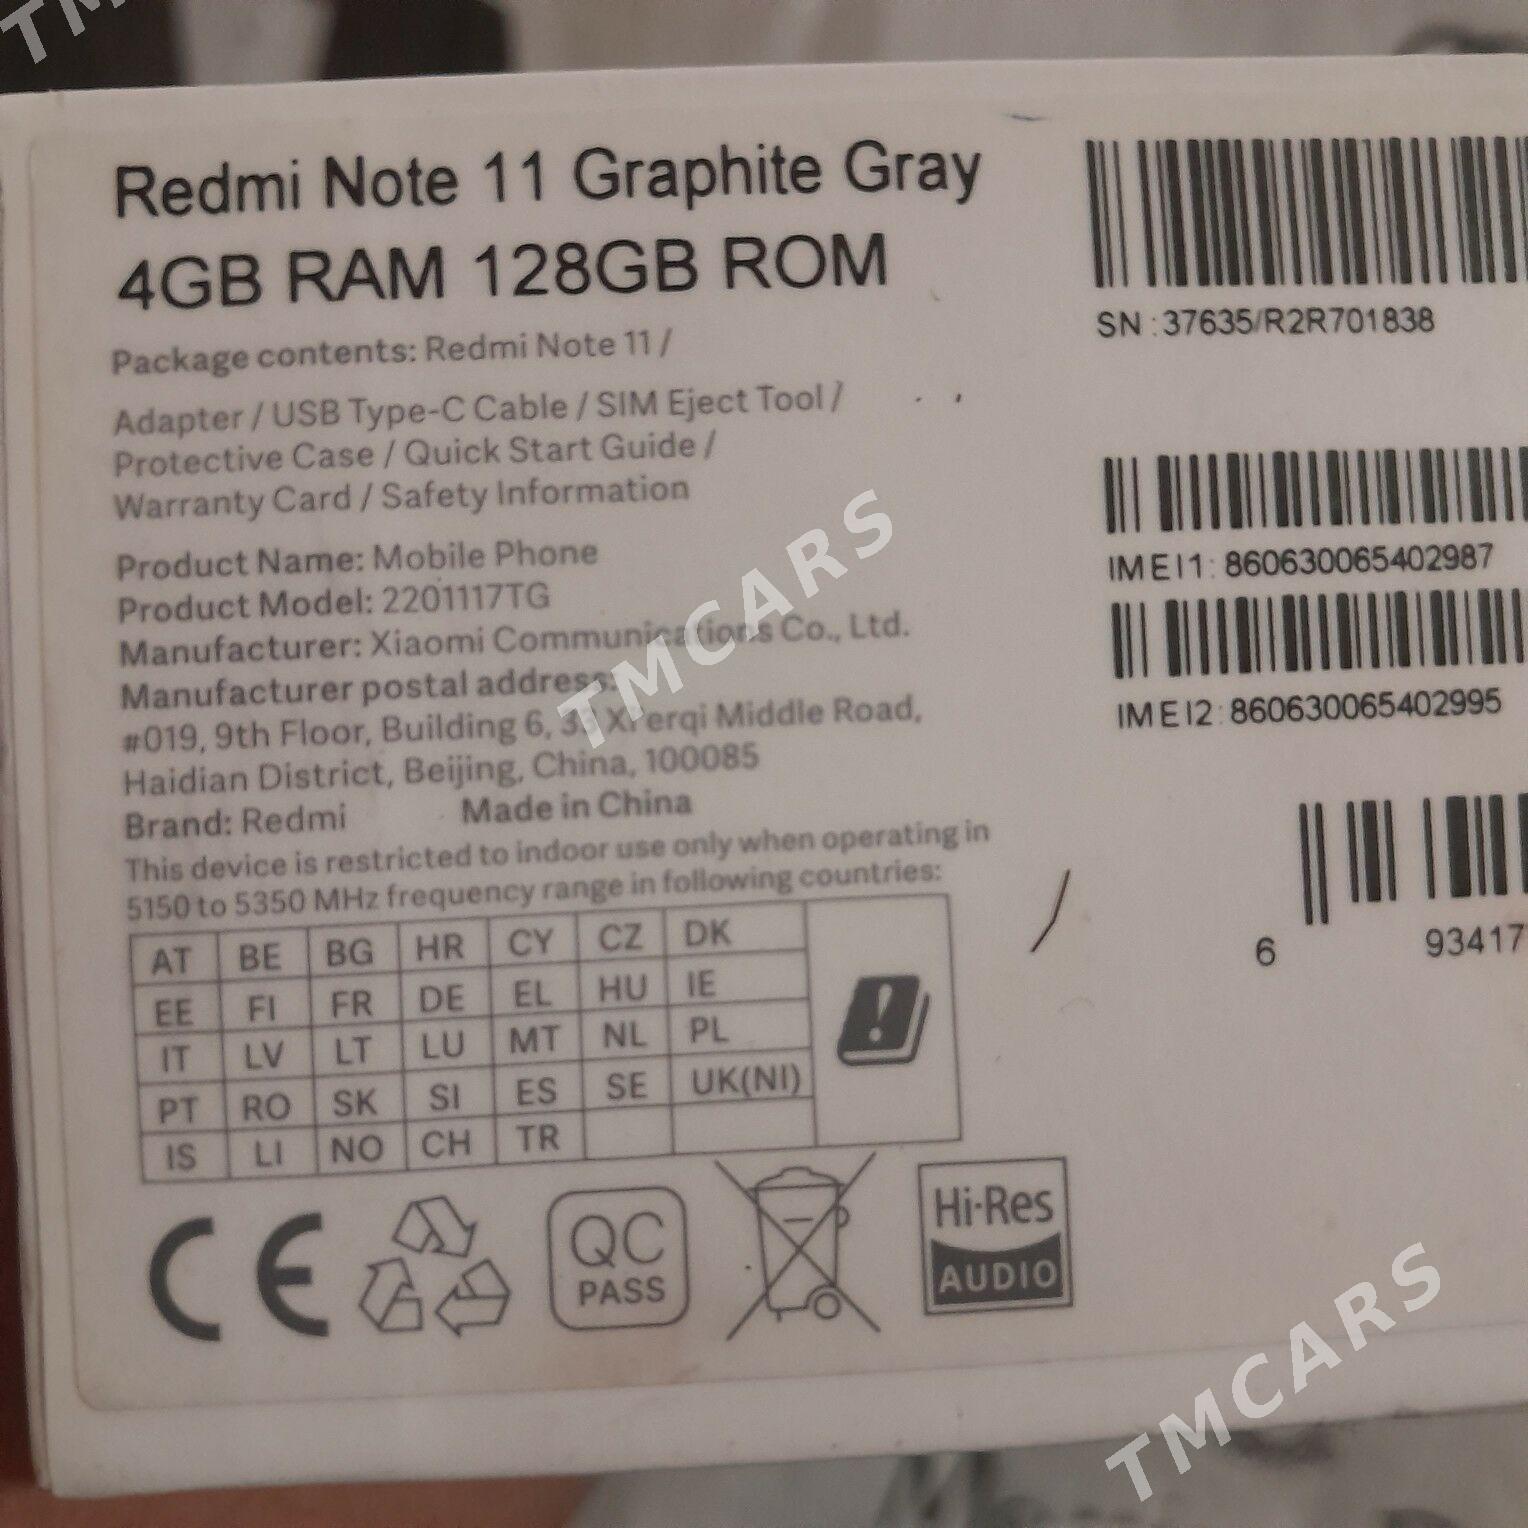 Redmi Note 11 Graphite Gray
4GB RAM 128GB ROM
Package contents: Redmi Note 11 /
Adapter / USB Type-C Cable / SIM Eject Tool /
Protective Case / Quick Start Guide /
Warranty Card / Safety Information
Product Name: Mobile Phone
Product Model: 2201117TG
Manufacturer: Xiaomi Communications Co., Ltd.
Manufacturer postal address:
#019, 9th Floor, Building 6, 33 Xi'erqi Middle Road,
Haidian District, Beijing, China, 100085
Brand: Redmi Made in China
This device is restricted to indoor use only when operating in
5150 to 5350 MHz frequency range in following countries:
AT BE BG HR CY CZ DK
EE FI FR DE EL HU IE
IT LV LT LU MT NL PL
PT RO SK SI ES SE UK(NI)
IS LI NO CH TR
CE
QC
PASS
Hi-Res
AUDIO
SN:37635/R2R701838
IMEI1:860630065402987
IMEI2:860630065402995
6 93417
TMCARS
TMCARS